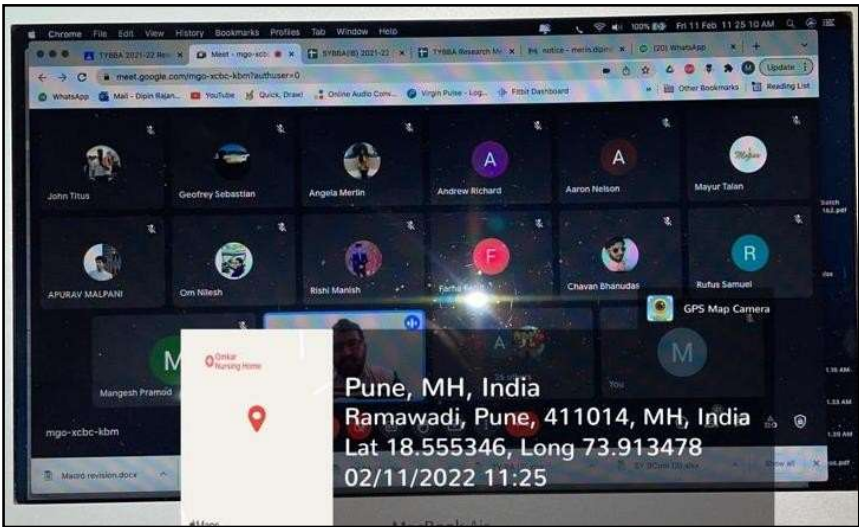 Chrome File Edit View History Bookmarks Profiles Tab Window Help
100% Fri 11 Feb 11 25 10 AM
TYBBA 2021-22 Meet - mgo-xcbc SYBBA(IB) 2021-22 TYBBA Research (20) WhatsApp
meet.google.com/mgo-xcbc-kbm?authuser=0 Update
WhatsApp Mail - Dipin Rajan... YouTube Quick, Draw! Online Audio Conv... Virgin Pulse - Log... Fitbit Dashboard Other Bookmarks Reading List
A A Mayur
John Titus Geofrey Sebastian Angela Merlin Andrew Richard Aaron Nelson Mayur Talan
F R
APURAV MALPANI Om Nilesh Rishi Manish Chavan Bhanudas Rufus Samuel
GPS Map Camera
M A M
Mangesh Pramod You
Omkar
Nursing Home
mgo-xcbc-kbm
Pune, MH, India
Ramawadi, Pune, 411014, MH, India
Lat 18.555346, Long 73.913478
02/11/2022 11:25
Macro revision.docx Show all
Maps MacBook Air